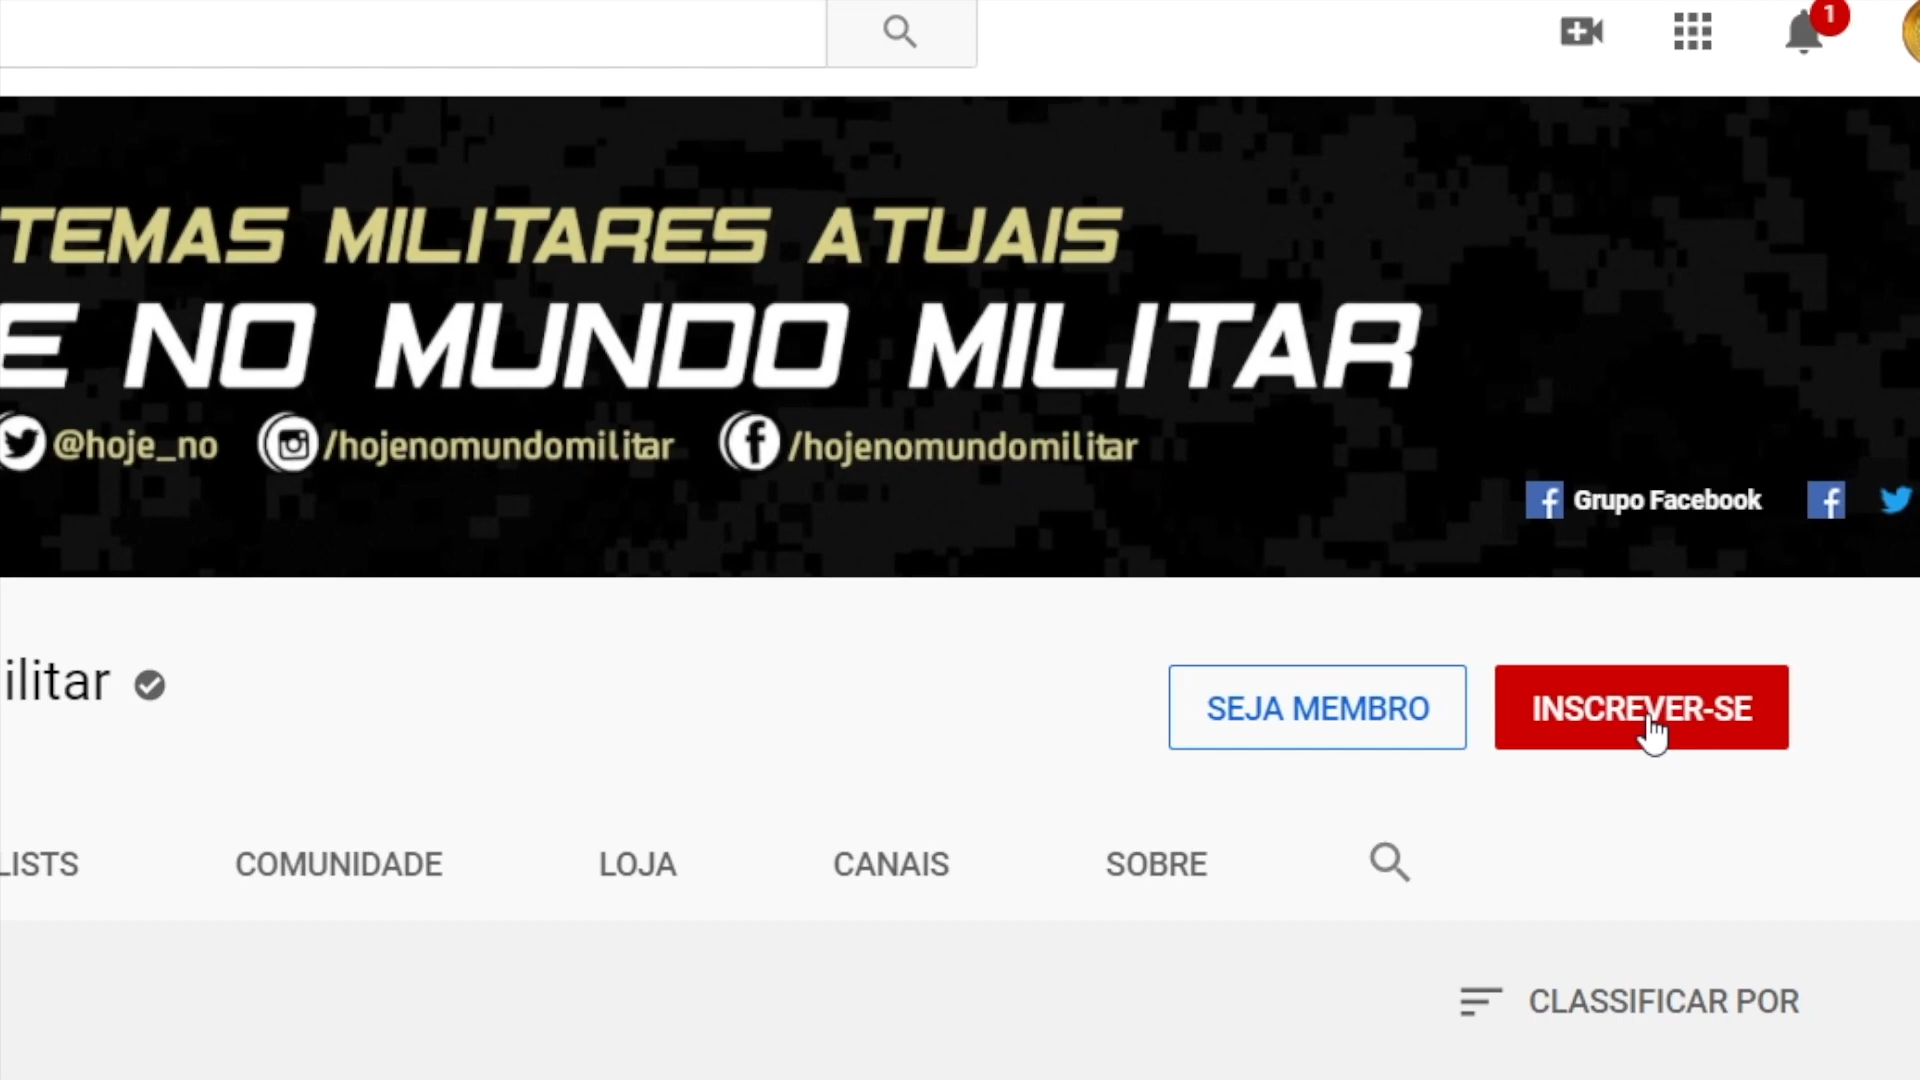 1
TEMAS MILITARES ATUAIS
E NO MUNDO MILITAR
@hoje_no /hojenomundomilitar /hojenomundomilitar
Grupo Facebook
ilitar
SEJA MEMBRO INSCREVER-SE
LISTS COMUNIDADE LOJA CANAIS SOBRE
CLASSIFICAR POR